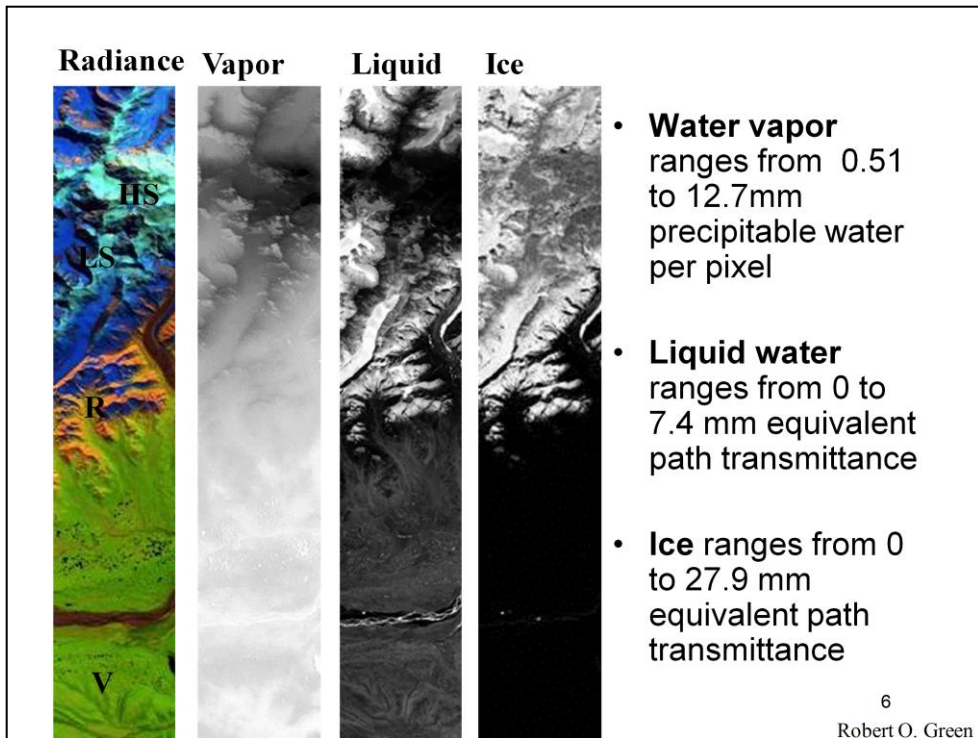 Radiance Vapor Liquid Ice
HS
LS
R
V
• Water vapor
ranges from 0.51
to 12.7mm
precipitable water
per pixel
• Liquid water
ranges from 0 to
7.4 mm equivalent
path transmittance
• Ice ranges from 0
to 27.9 mm
equivalent path
transmittance
6
Robert O. Green